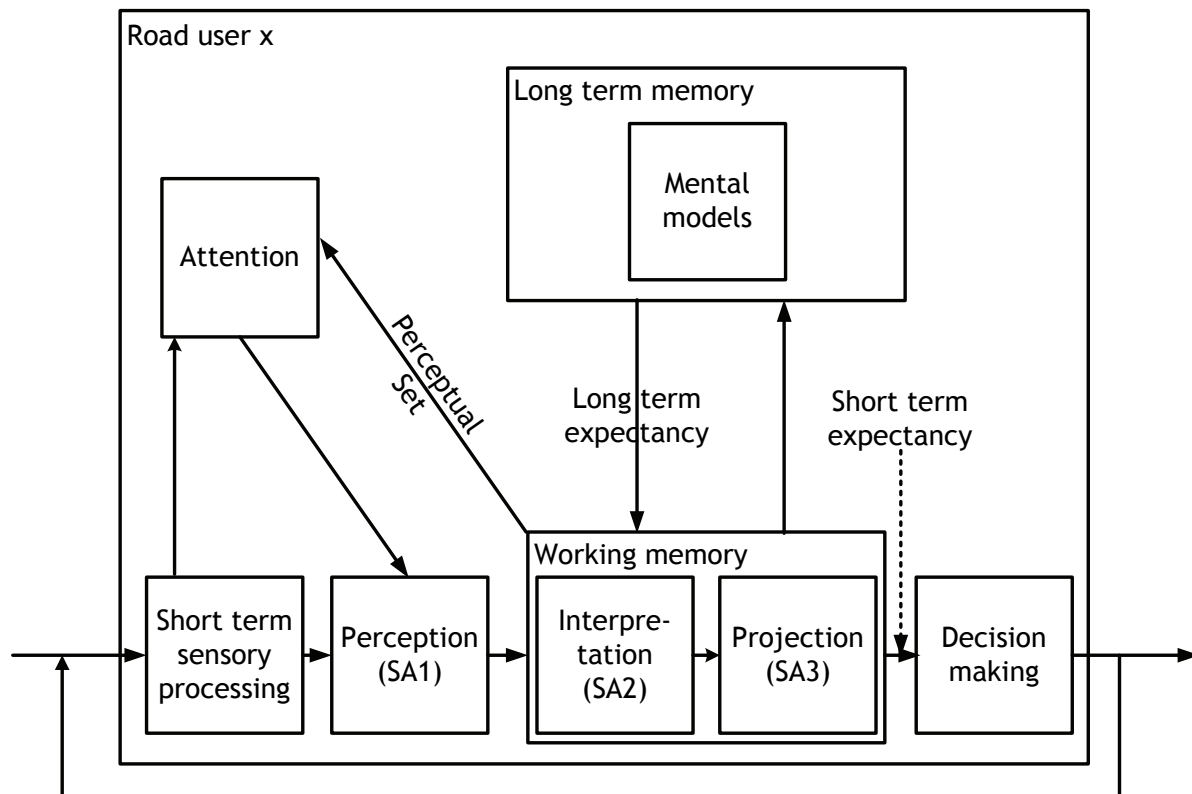 Road user x
Long term memory
Mental
models
Attention
Perceptual
Set
Long term
expectancy
Short term
expectancy
Working memory
Short term
sensory
processing
Perception
(SA1)
Interpre-
tation
(SA2)
Projection
(SA3)
Decision
making